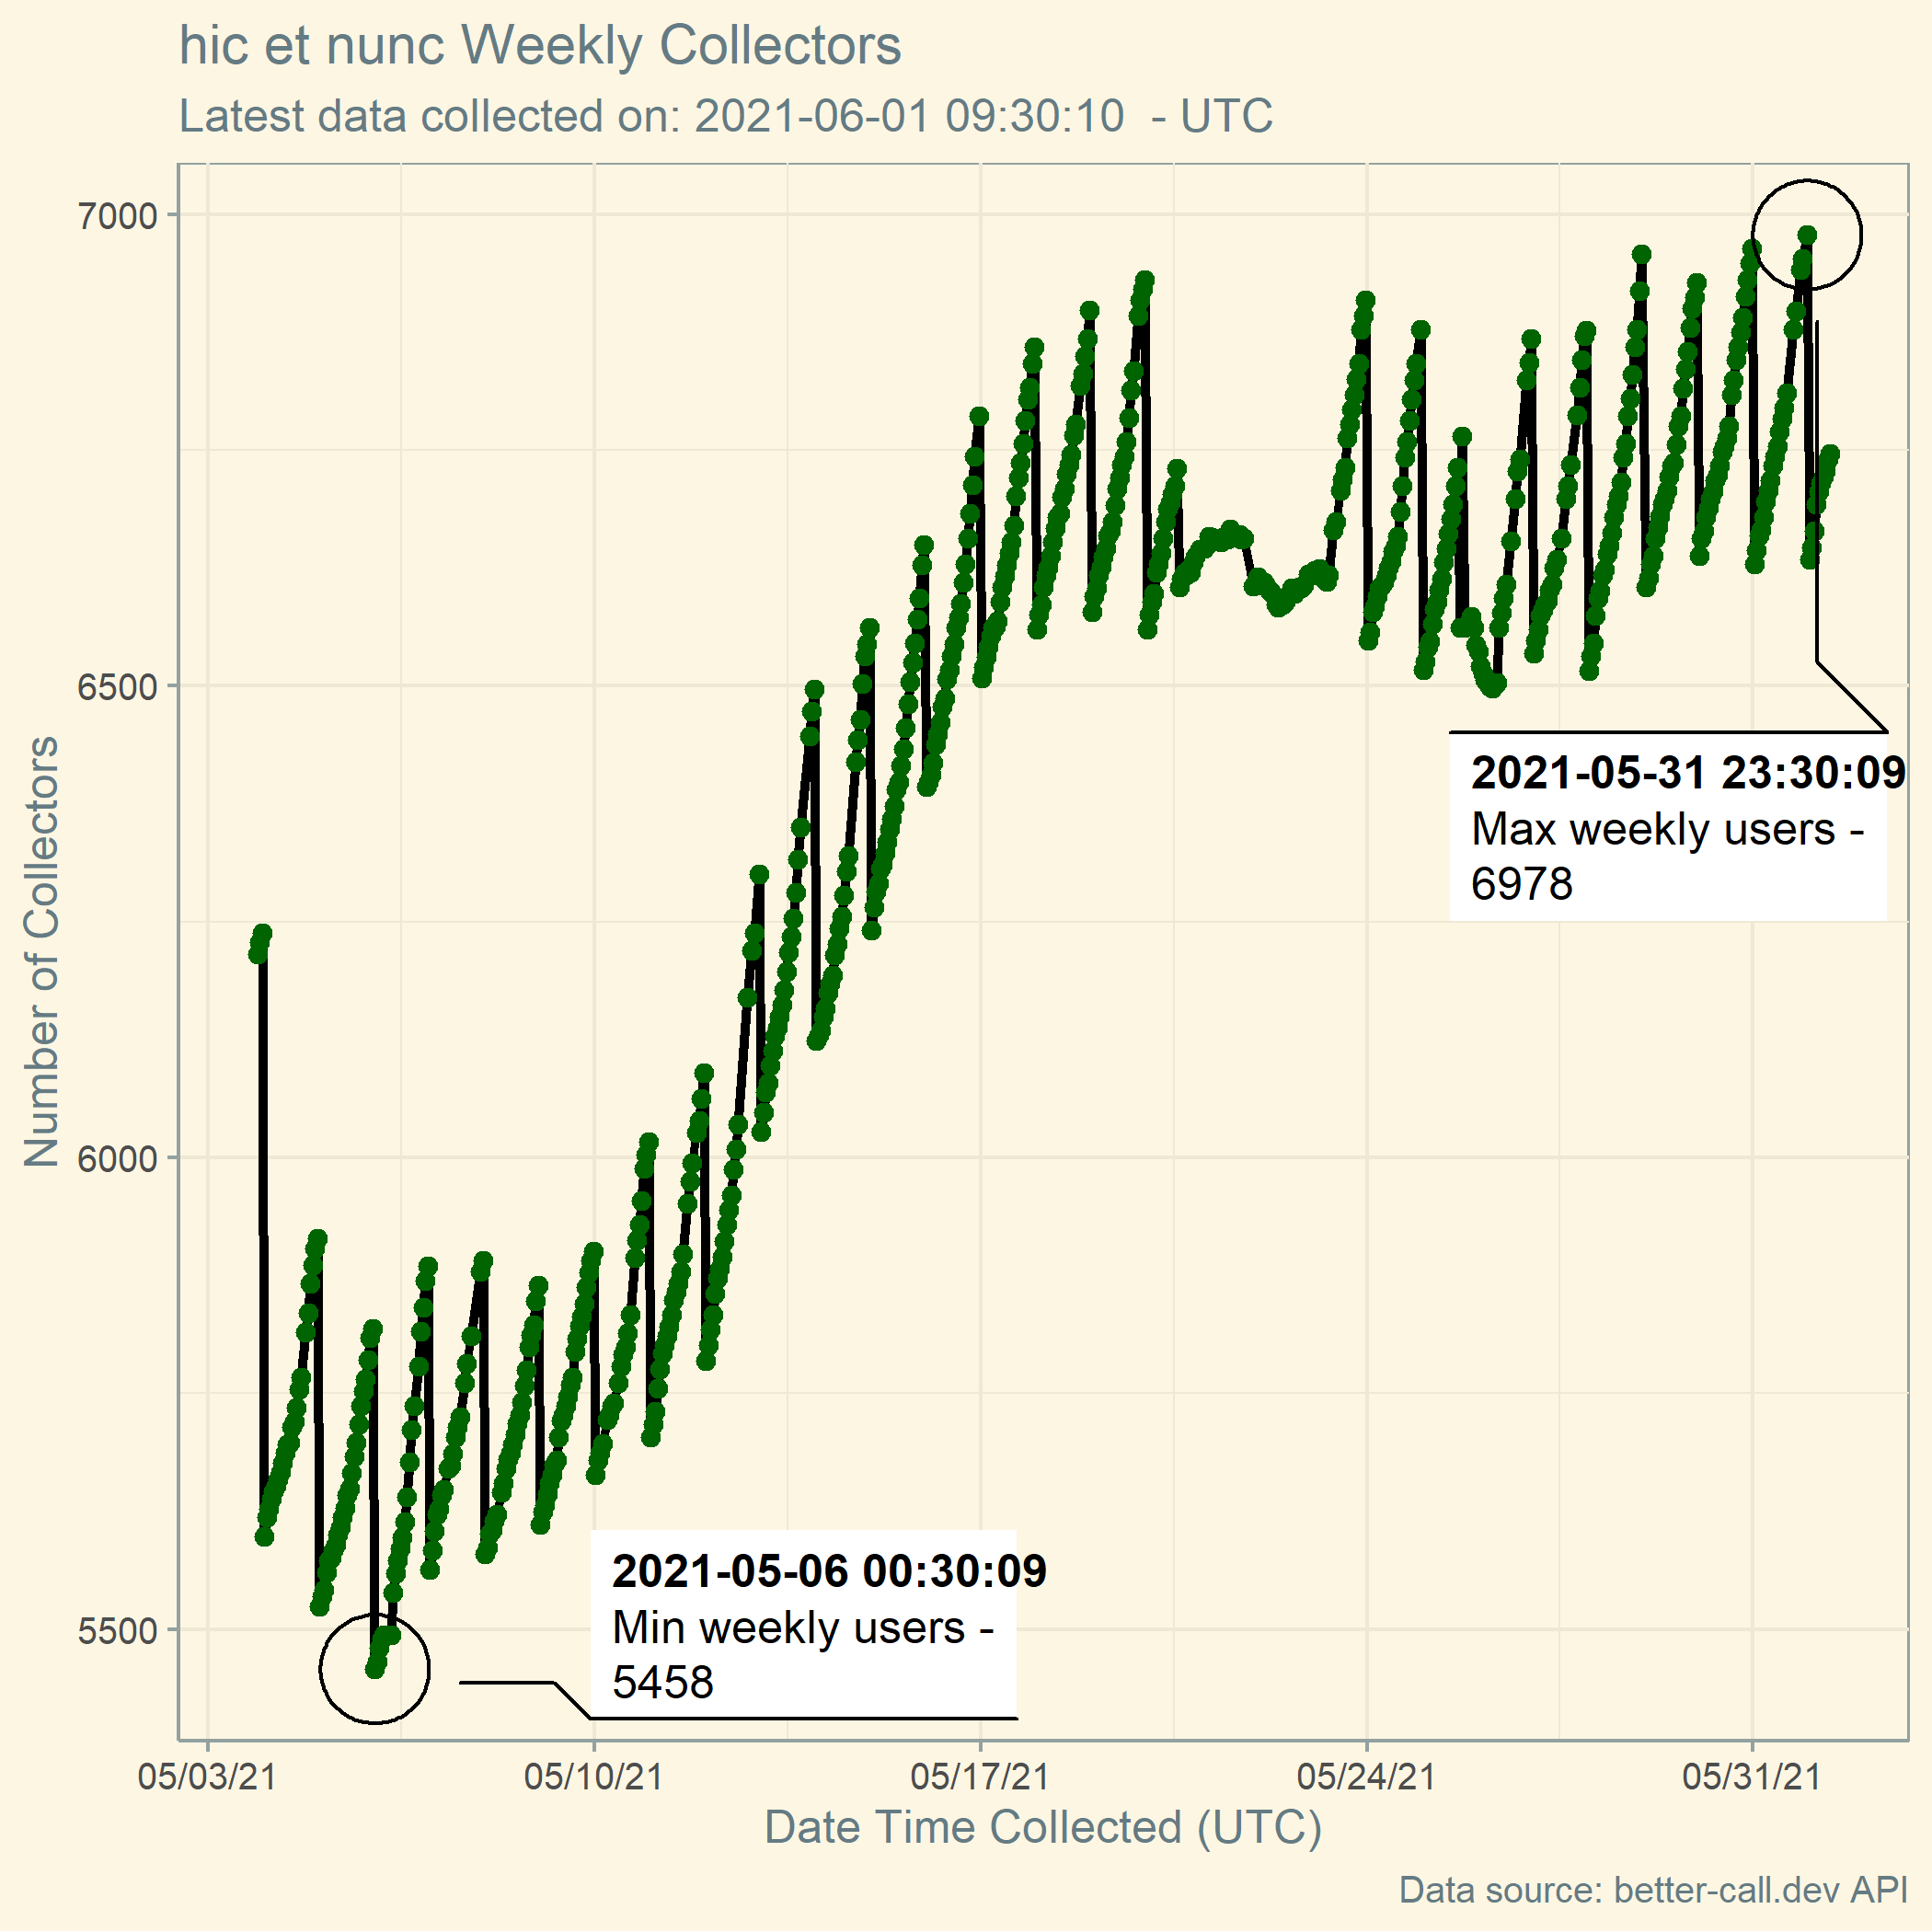 hic et nunc Weekly Collectors
Latest data collected on: 2021-06-01 09:30:10  - UTC
Number of Collectors
7000
6500
6000
5500
2021-05-31 23:30:09
Max weekly users -
6978
2021-05-06 00:30:09
Min weekly users -
5458
05/03/21
05/10/21
05/17/21
05/24/21
05/31/21
Date Time Collected (UTC)
Data source: better-call.dev API